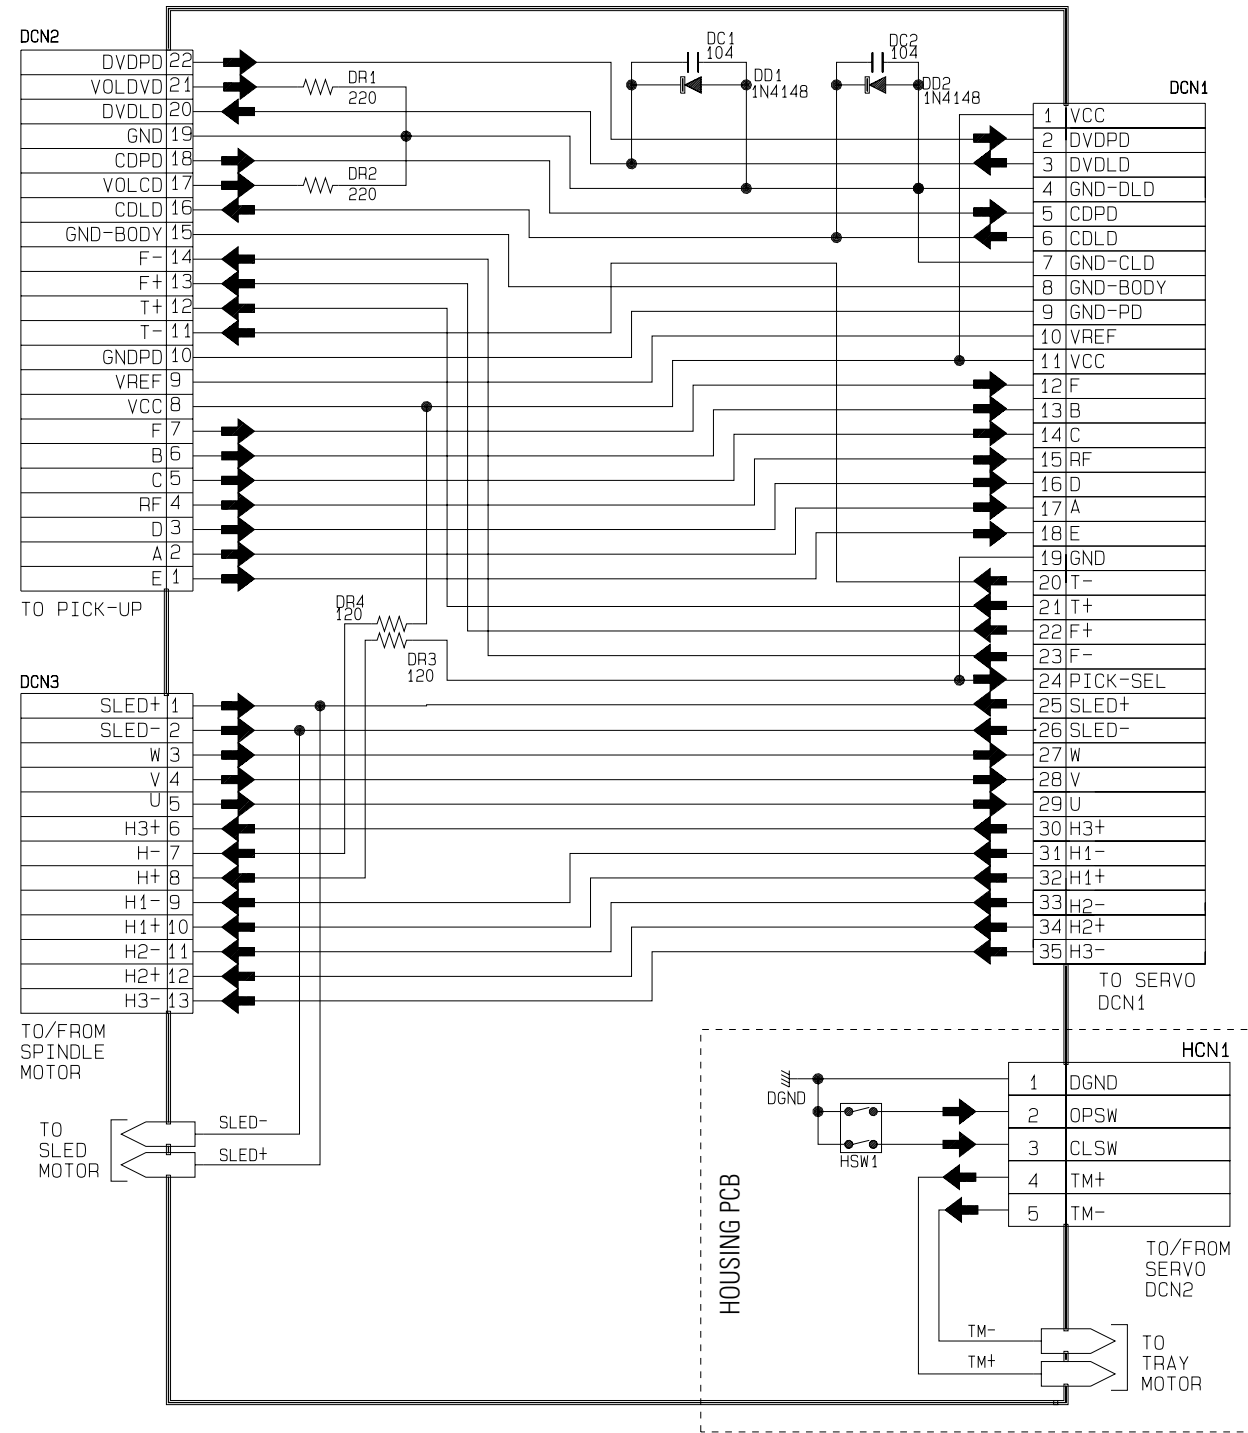 DCN2
DVDPD 22
VOLDVD 21
DVDLD 20
GND 19
CDPD 18
VOLCD 17
CDLD 16
GND-BODY 15
F- 14
F+ 13
T+ 12
T- 11
GNDPD 10
VREF 9
VCC 8
F 7
B 6
C 5
RF 4
D 3
A 2
E 1
TO PICK-UP
DR1
220
DR2
220
DC1
104
DD1
1N4148
DC2
104
DD2
1N4148
DR4
120
DR3
120
DCN1
1 VCC
2 DVDPD
3 DVDLD
4 GND-DLD
5 CDPD
6 CDLD
7 GND-CLD
8 GND-BODY
9 GND-PD
10 VREF
11 VCC
12 F
13 B
14 C
15 RF
16 D
17 A
18 E
19 GND
20 T-
21 T+
22 F+
23 F-
24 PICK-SEL
25 SLED+
26 SLED-
27 W
28 V
29 U
30 H3+
31 H1-
32 H1+
33 H2-
34 H2+
35 H3-
TO SERVO
DCN1
DCN3
SLED+ 1
SLED- 2
W 3
V 4
U 5
H3+ 6
H- 7
H+ 8
H1- 9
H1+ 10
H2- 11
H2+ 12
H3- 13
TO/FROM
SPINDLE
MOTOR
TO
SLED
MOTOR
SLED-
SLED+
HOUSING PCB
HCN1
1 DGND
2 OPSW
3 CLSW
4 TM+
5 TM-
DGND
HSW1
TO/FROM
SERVO
DCN2
TM-
TM+
TO
TRAY
MOTOR